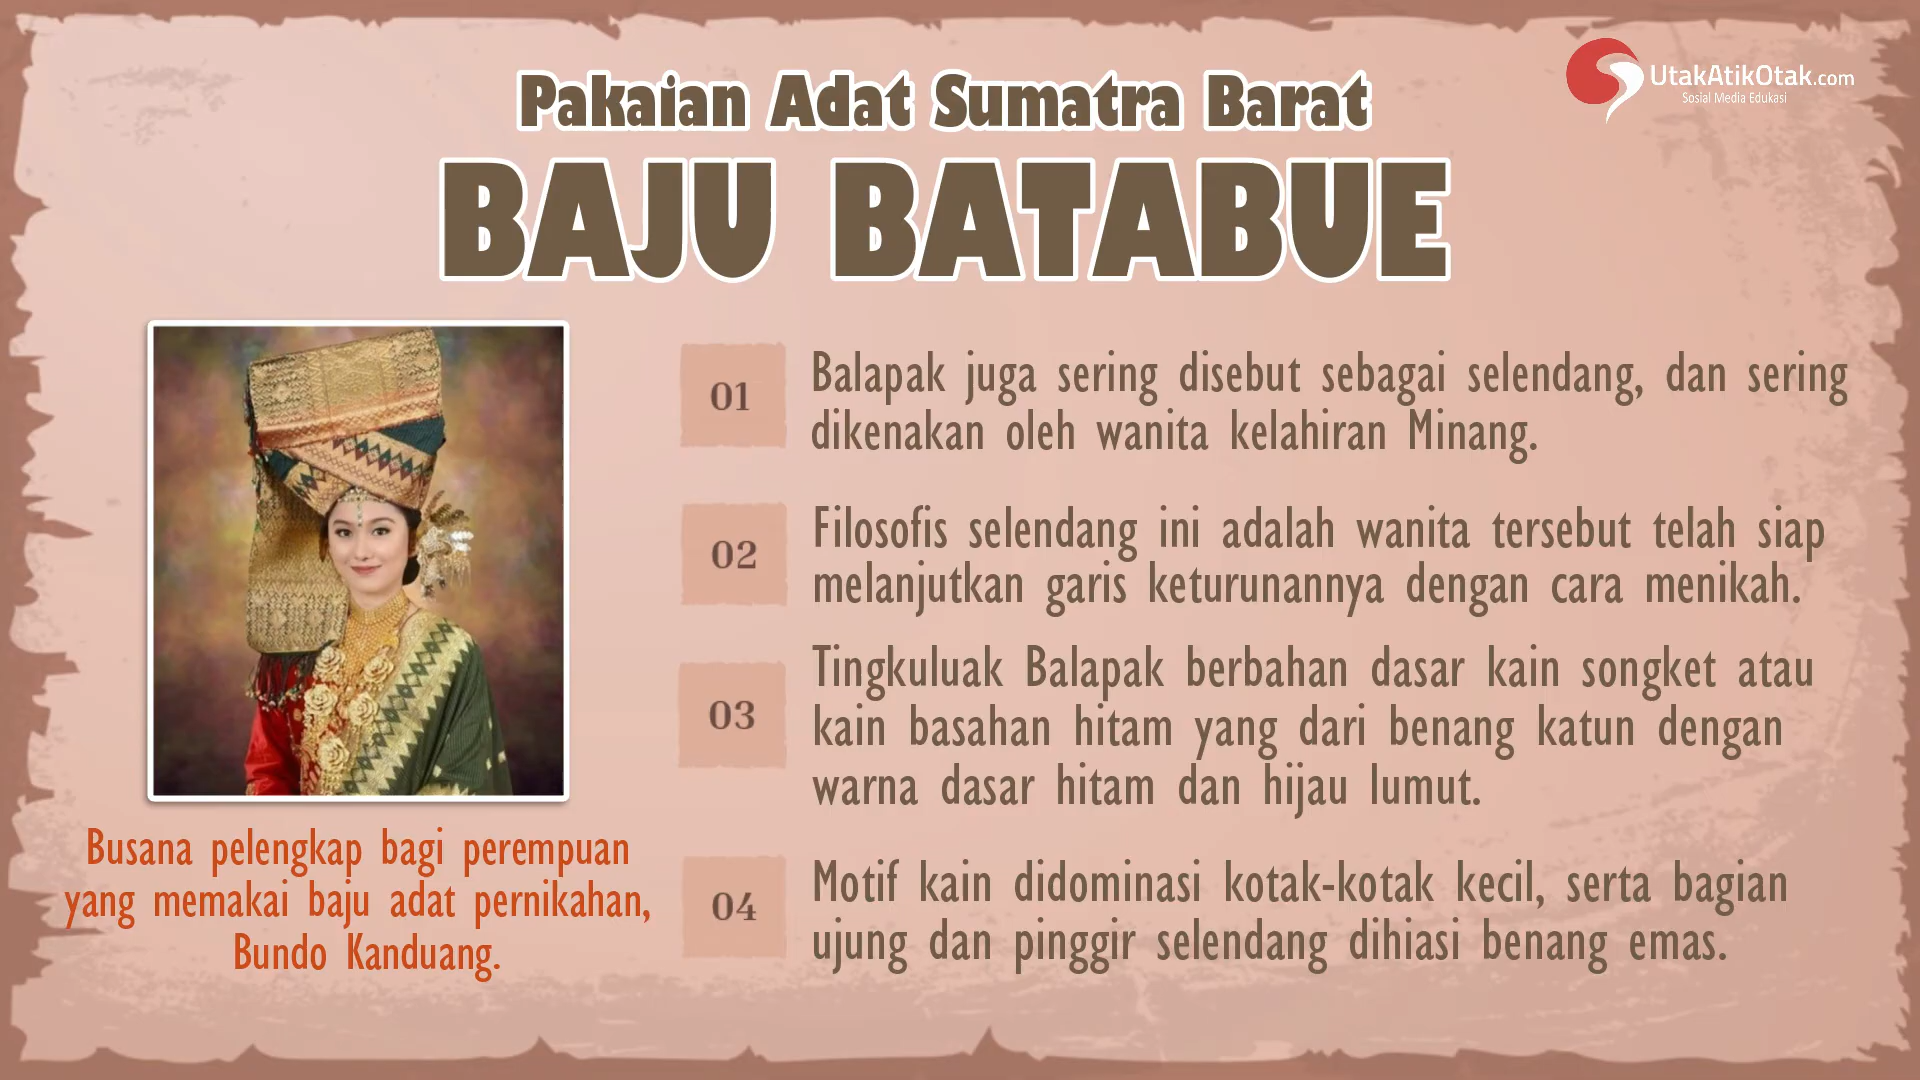 Pakaian Adat Sumatra Barat
UtakAtikOtak.com
Sosial Media Edukasi
BAJU BATABUE
01
Balapak juga sering disebut sebagai selendang, dan sering
dikenakan oleh wanita kelahiran Minang.
02
Filosofis selendang ini adalah wanita tersebut telah siap
melanjutkan garis keturunannya dengan cara menikah.
03
Tingkuluak Balapak berbahan dasar kain songket atau
kain basahan hitam yang dari benang katun dengan
warna dasar hitam dan hijau lumut.
04
Motif kain didominasi kotak-kotak kecil, serta bagian
ujung dan pinggir selendang dihiasi benang emas.
Busana pelengkap bagi perempuan
yang memakai baju adat pernikahan,
Bundo Kanduang.